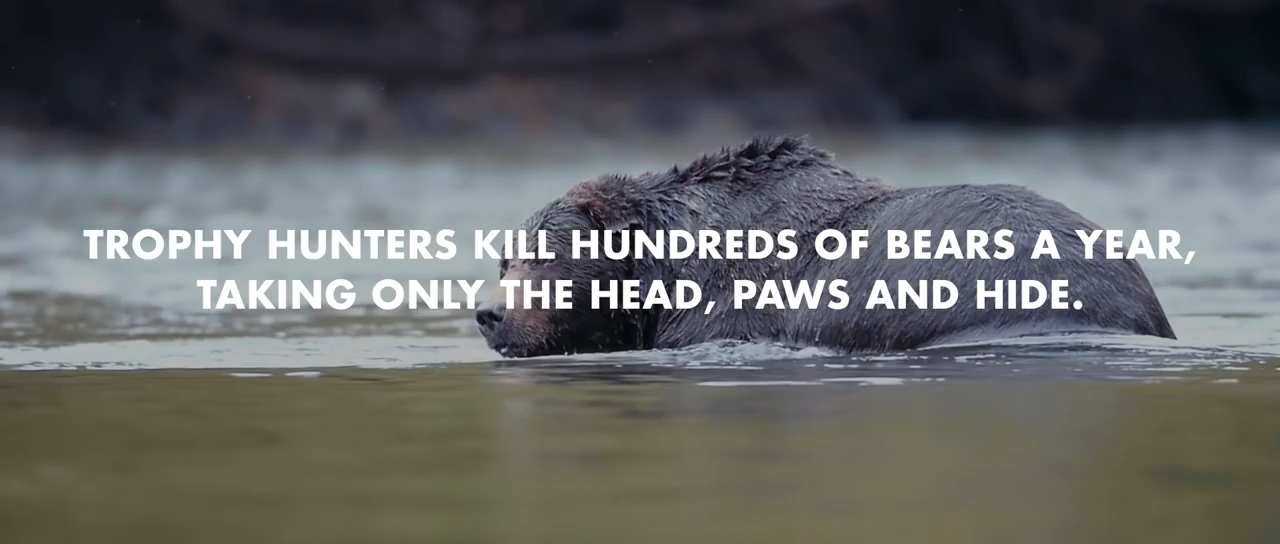 TROPHY HUNTERS KILL HUNDREDS OF BEARS A YEAR,
TAKING ONLY THE HEAD, PAWS AND HIDE.